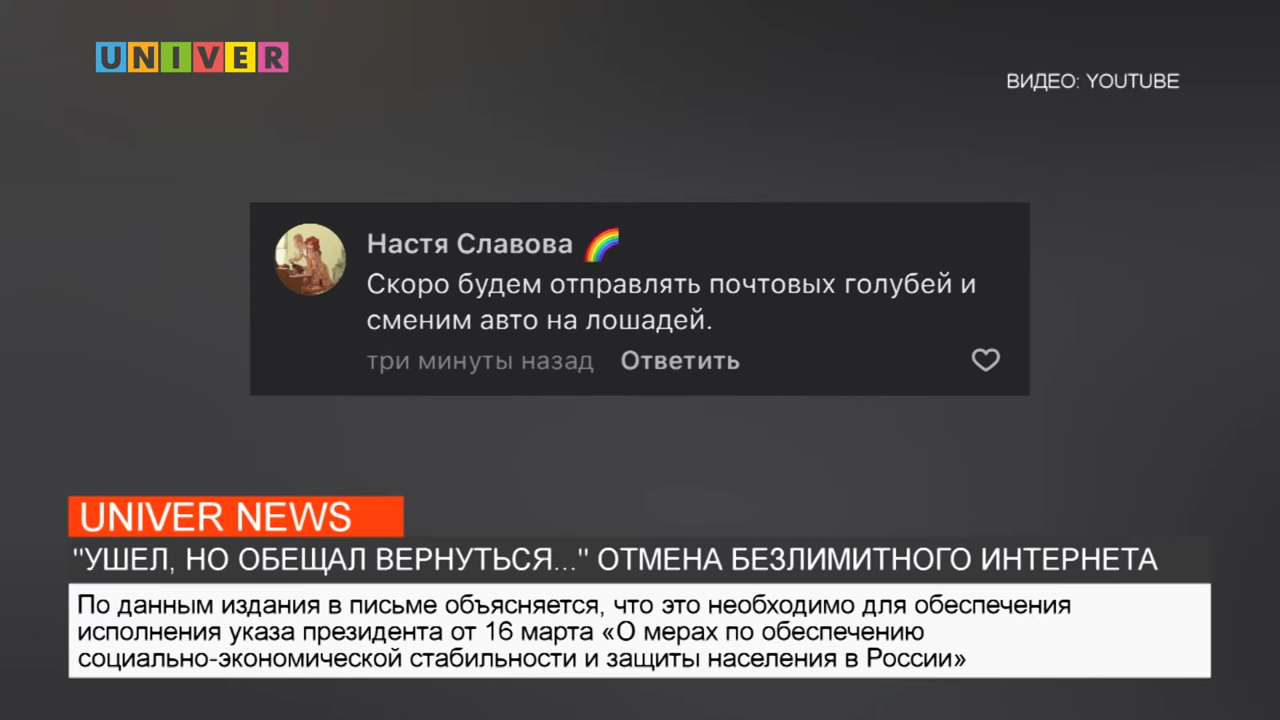 UNIVER
ВИДЕО: YOUTUBE
Настя Славова 🌈
Скоро будем отправлять почтовых голубей и
сменим авто на лошадей.
три минуты назад Ответить
UNIVER NEWS
"УШЕЛ, НО ОБЕЩАЛ ВЕРНУТЬСЯ..." ОТМЕНА БЕЗЛИМИТНОГО ИНТЕРНЕТА
По данным издания в письме объясняется, что это необходимо для обеспечения
исполнения указа президента от 16 марта «О мерах по обеспечению
социально-экономической стабильности и защиты населения в России»